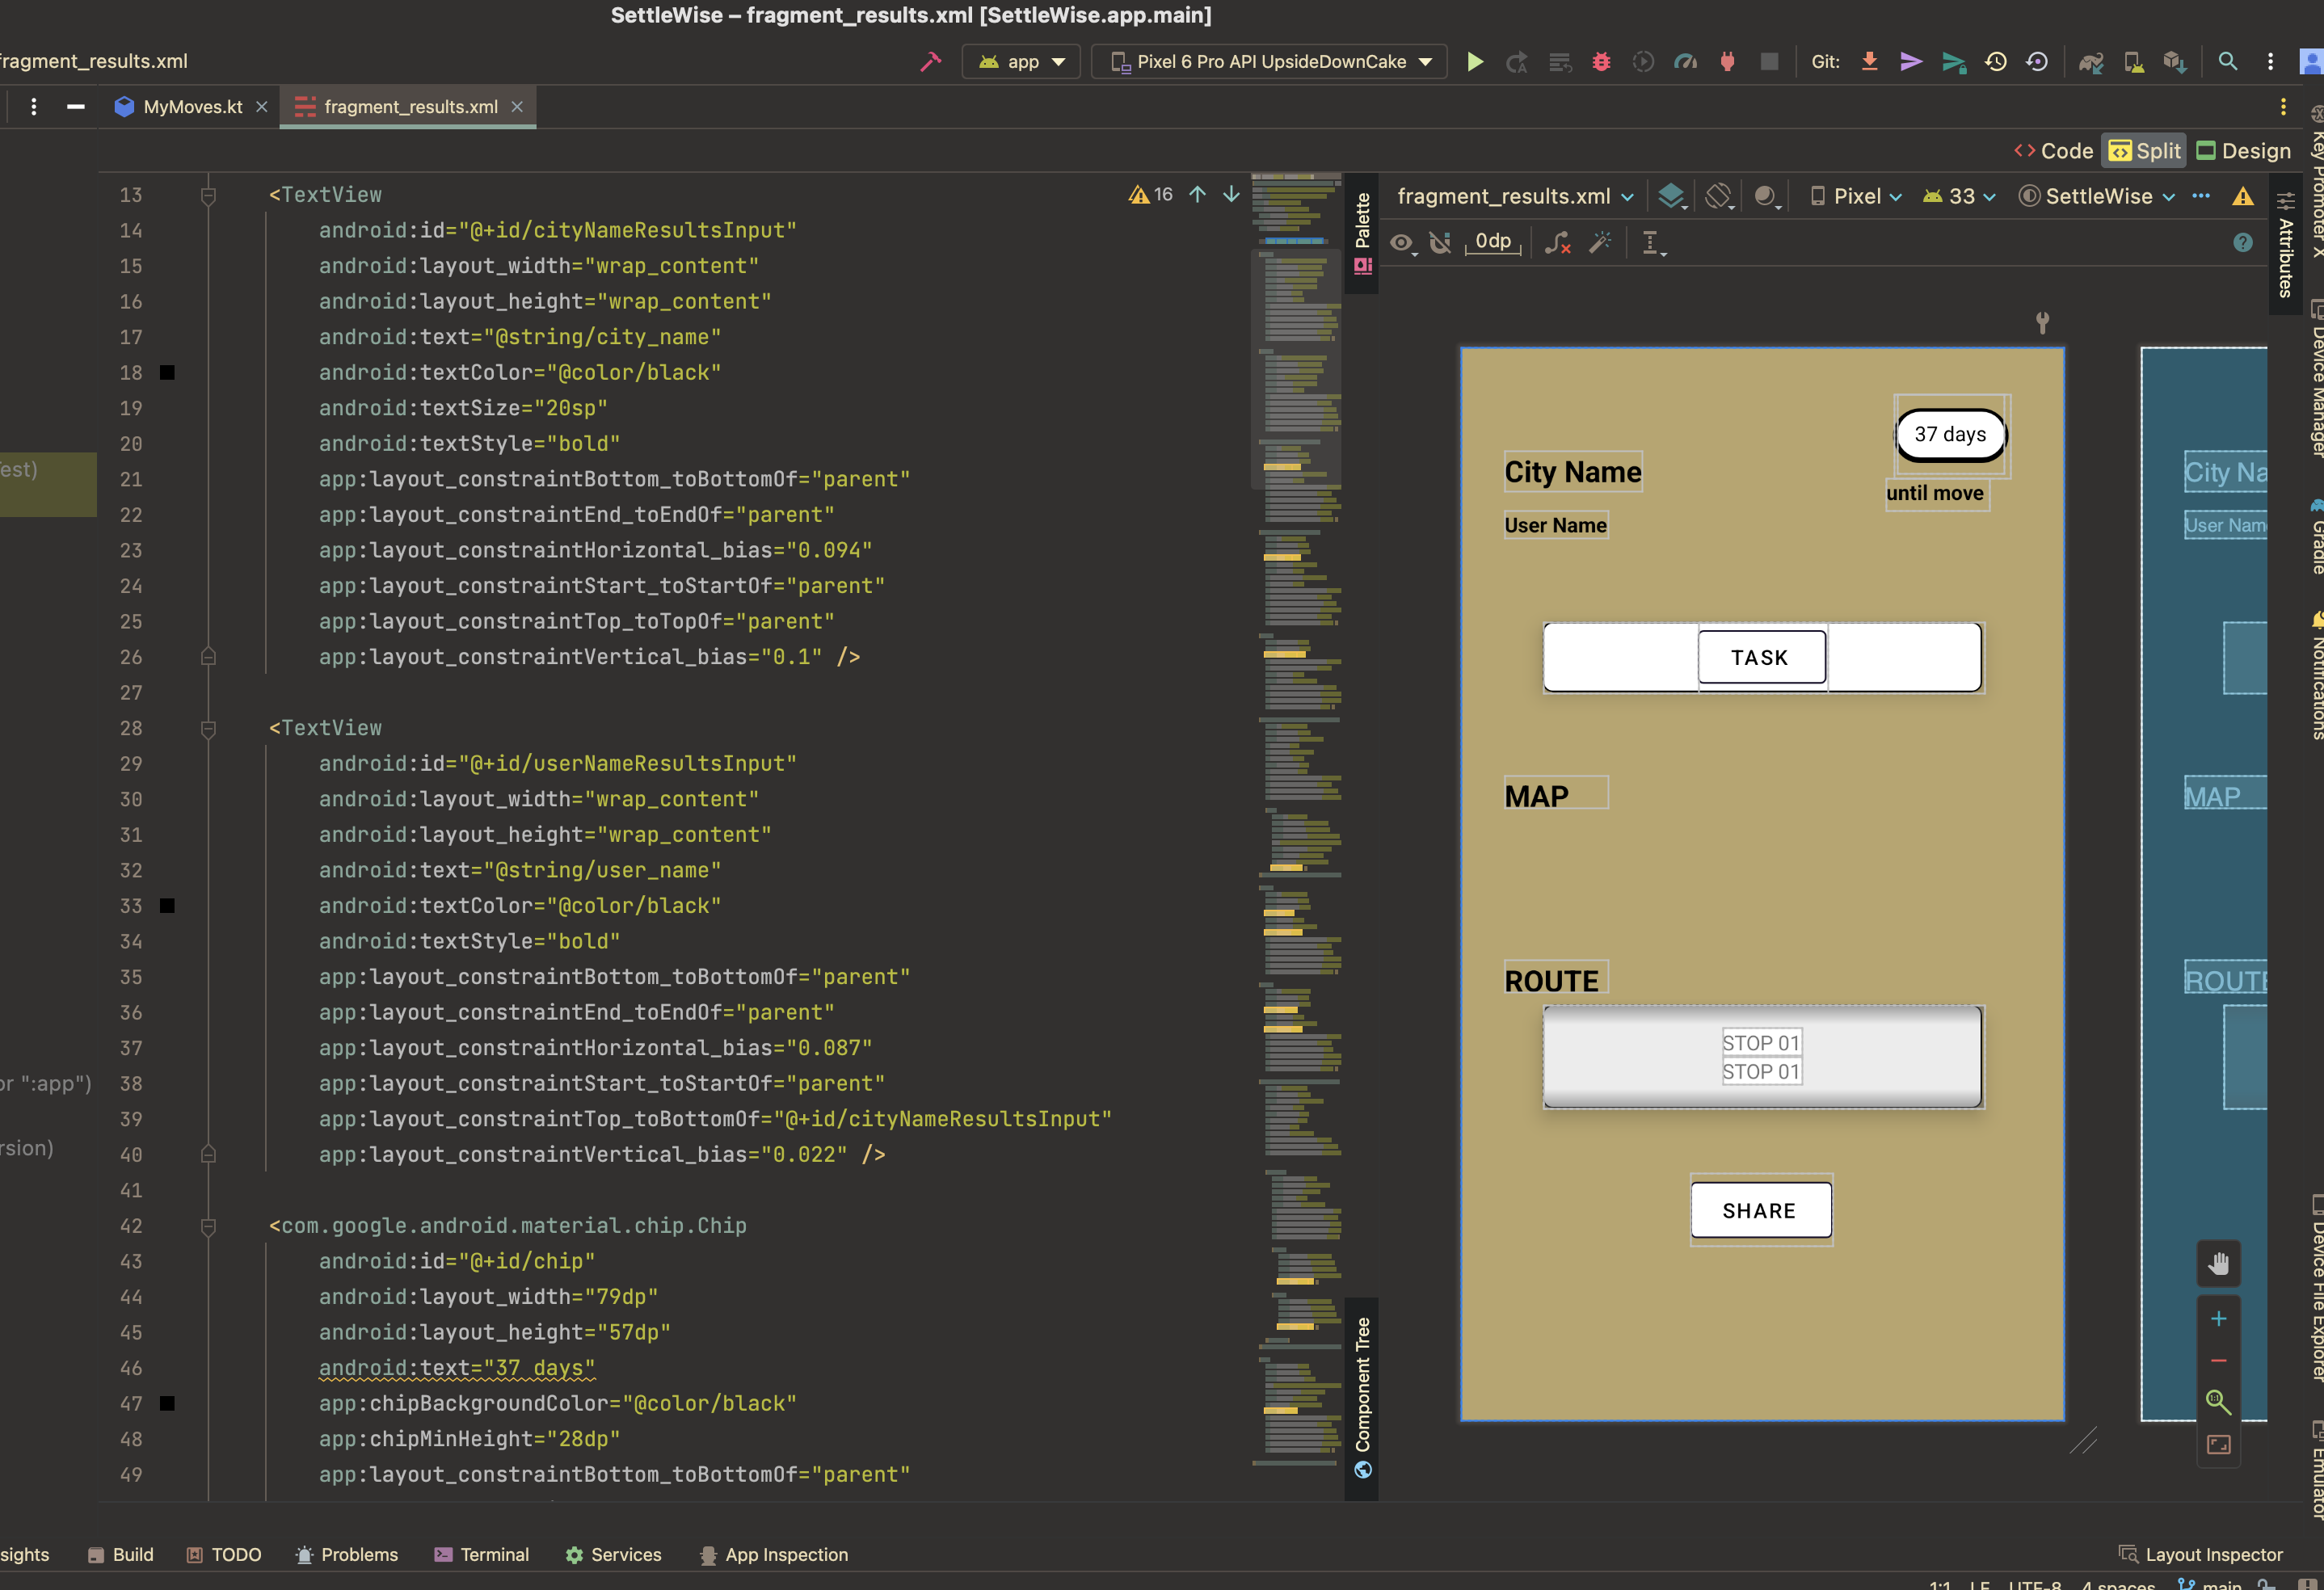 SettleWise – fragment_results.xml [SettleWise.app.main]
fragment_results.xml
app
Pixel 6 Pro API UpsideDownCake
Git:
MyMoves.kt
fragment_results.xml
Code
Split
Design
16
13 <TextView
14 android:id="@+id/cityNameResultsInput"
15 android:layout_width="wrap_content"
16 android:layout_height="wrap_content"
17 android:text="@string/city_name"
18 android:textColor="@color/black"
19 android:textSize="20sp"
20 android:textStyle="bold"
21 app:layout_constraintBottom_toBottomOf="parent"
22 app:layout_constraintEnd_toEndOf="parent"
23 app:layout_constraintHorizontal_bias="0.094"
24 app:layout_constraintStart_toStartOf="parent"
25 app:layout_constraintTop_toTopOf="parent"
26 app:layout_constraintVertical_bias="0.1" />
27
28 <TextView
29 android:id="@+id/userNameResultsInput"
30 android:layout_width="wrap_content"
31 android:layout_height="wrap_content"
32 android:text="@string/user_name"
33 android:textColor="@color/black"
34 android:textStyle="bold"
35 app:layout_constraintBottom_toBottomOf="parent"
36 app:layout_constraintEnd_toEndOf="parent"
37 app:layout_constraintHorizontal_bias="0.087"
38 app:layout_constraintStart_toStartOf="parent"
39 app:layout_constraintTop_toBottomOf="@+id/cityNameResultsInput"
40 app:layout_constraintVertical_bias="0.022" />
41
42 <com.google.android.material.chip.Chip
43 android:id="@+id/chip"
44 android:layout_width="79dp"
45 android:layout_height="57dp"
46 android:text="37 days"
47 app:chipBackgroundColor="@color/black"
48 app:chipMinHeight="28dp"
49 app:layout_constraintBottom_toBottomOf="parent"
est)
or ":app")
rsion)
Palette
Component Tree
fragment_results.xml
Pixel
33
SettleWise
0dp
37 days
City Name
until move
User Name
TASK
MAP
ROUTE
STOP 01
STOP 01
SHARE
City Na
User Name
MAP
ROUTE
Attributes
Key Promoter X
Device Manager
Gradle
Notifications
Device File Explorer
Emulator
sights
Build
TODO
Problems
Terminal
Services
App Inspection
Layout Inspector
1:1 LF UTF-8 4 spaces main